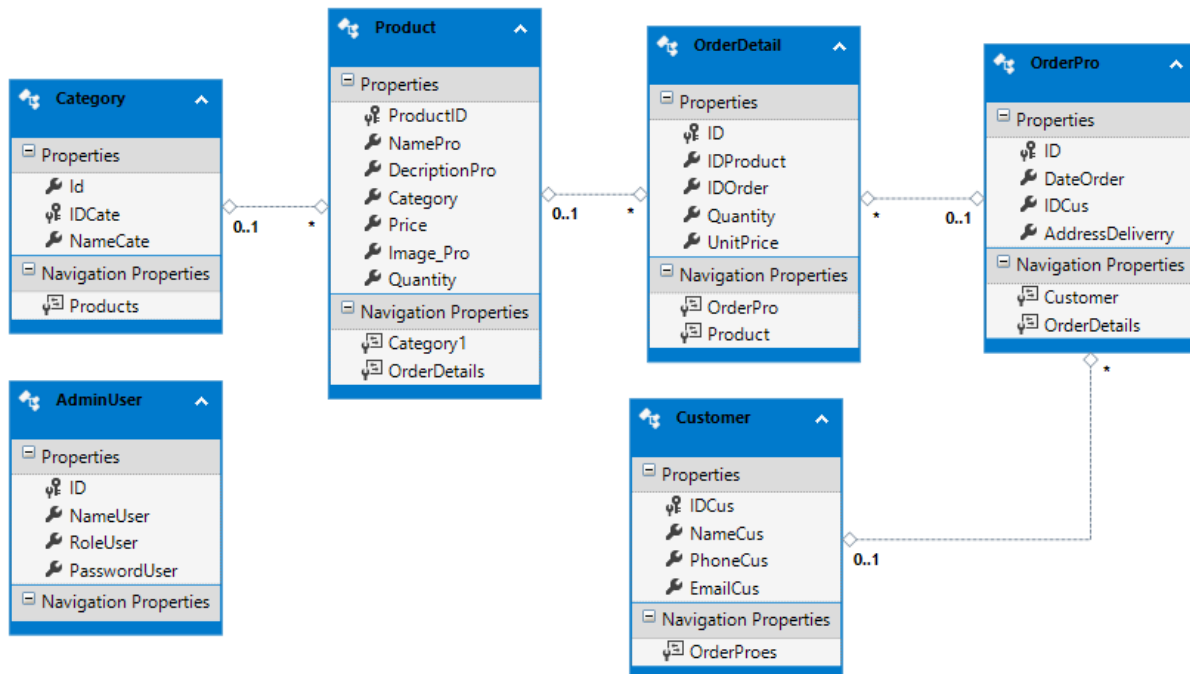 Category
Properties
Id
IDCate
NameCate
Navigation Properties
Products
0..1
*
Product
Properties
ProductID
NamePro
DecriptionPro
Category
Price
Image_Pro
Quantity
Navigation Properties
Category1
OrderDetails
0..1
*
OrderDetail
Properties
ID
IDProduct
IDOrder
Quantity
UnitPrice
Navigation Properties
OrderPro
Product
*
0..1
OrderPro
Properties
ID
DateOrder
IDCus
AddressDeliverry
Navigation Properties
Customer
OrderDetails
*
AdminUser
Properties
ID
NameUser
RoleUser
PasswordUser
Navigation Properties
Customer
Properties
IDCus
NameCus
PhoneCus
EmailCus
Navigation Properties
OrderProes
0..1